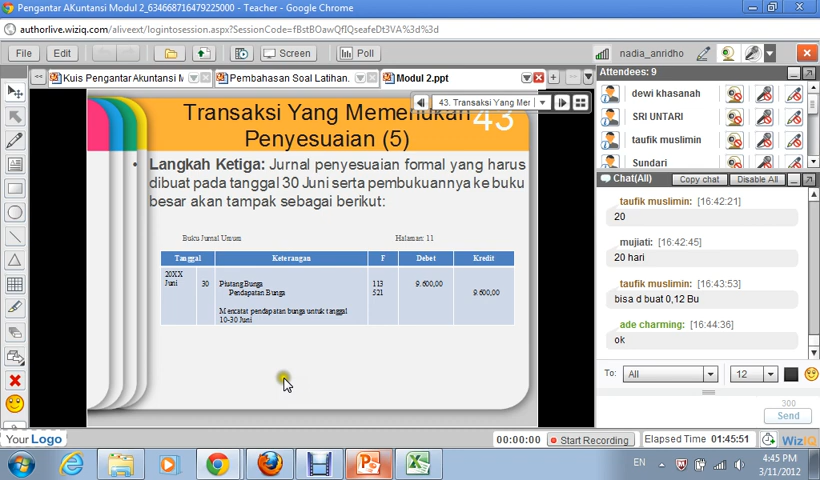 Pengantar AKuntansi Modul 2_634668716479225000 - Teacher - Google Chrome
authorlive.wiziq.com/aliveext/logintosession.aspx?SessionCode=fBstBOawQfIQseafeDt3VA%3d%3d
File Edit Screen Poll nadia_anridho
Kuis Pengantar Akuntansi M Pembahasan Soal Latihan. Modul 2.ppt
43. Transaksi Yang Mer
43
Transaksi Yang Memerlukan
Penyesuaian (5)
• Langkah Ketiga: Jurnal penyesuaian formal yang harus
dibuat pada tanggal 30 Juni serta pembukuannya ke buku
besar akan tampak sebagai berikut:
Buku Jurnal Umum Halaman: 11
Tanggal Keterangan F Debet Kredit
20XX
Juni 30 Piutang Bunga 113 9.600,00
Pendapatan Bunga 521 9.600,00
Mencatat pendapatan bunga untuk tanggal
10-30 Juni
Attendees: 9
dewi khasanah
SRI UNTARI
taufik muslimin
Sundari
Chat(All) Copy chat Disable All
taufik muslimin: [16:42:21]
20
mujiati: [16:42:45]
20 hari
taufik muslimin: [16:43:53]
bisa d buat 0,12 Bu
ade charming: [16:44:36]
ok
To: All 12
300
Send
Your Logo 00:00:00 Start Recording Elapsed Time 01:45:51 WizIQ
EN 4:45 PM
3/11/2012